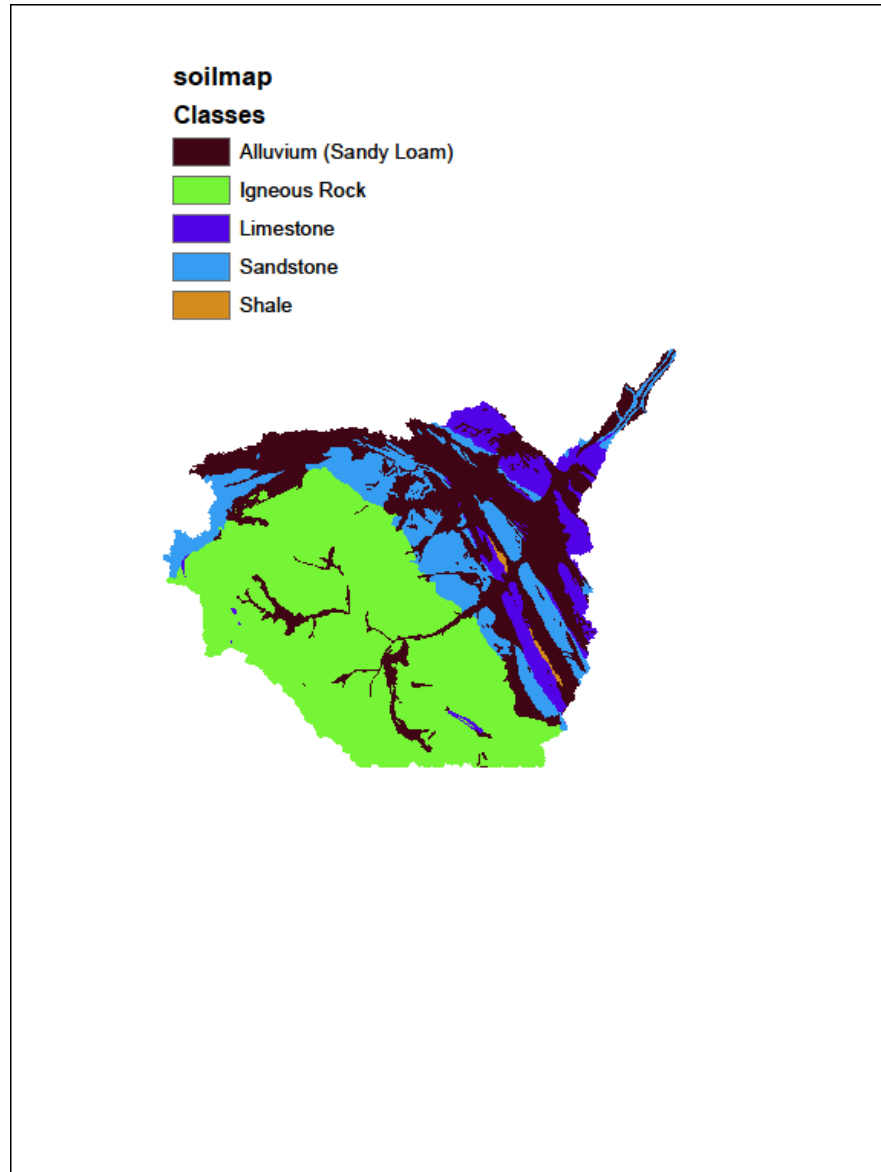 soilmap
Classes
Alluvium (Sandy Loam)
Igneous Rock
Limestone
Sandstone
Shale